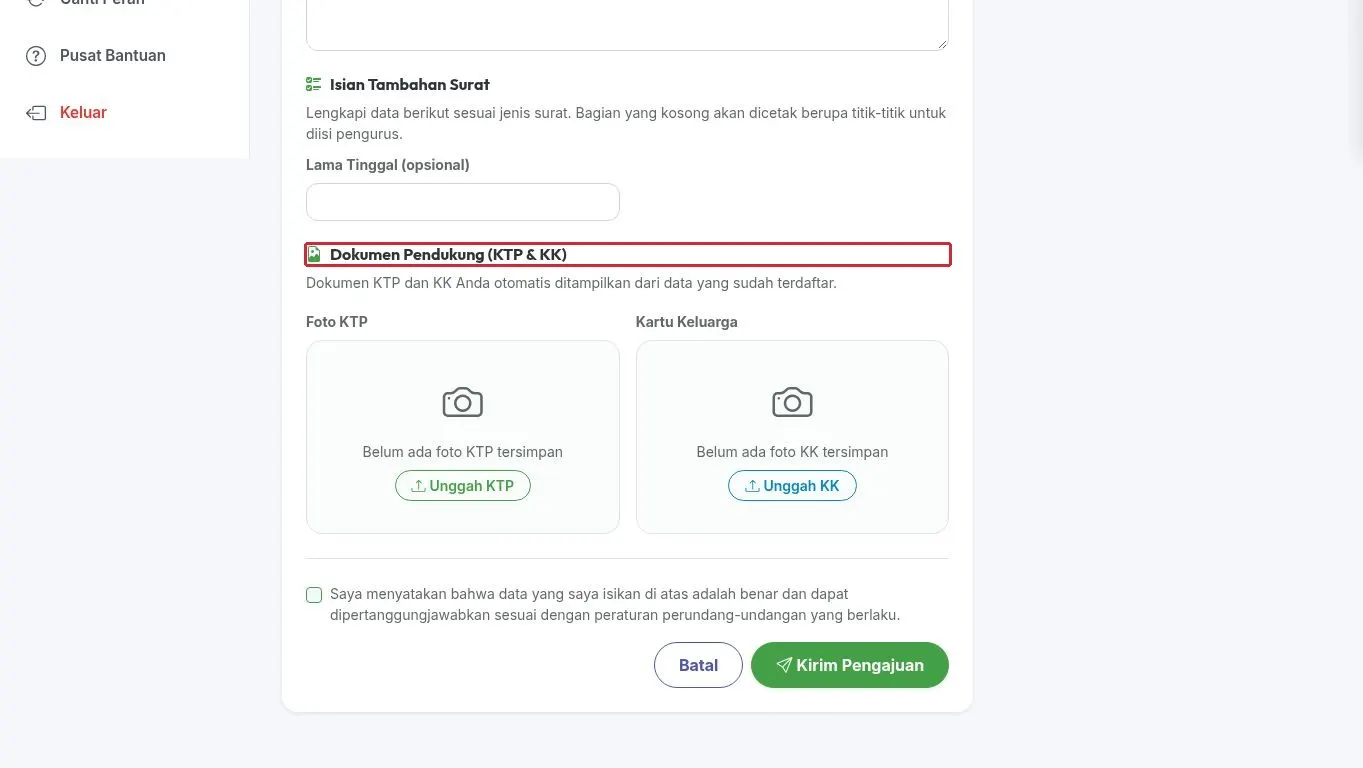 Pusat Bantuan
Keluar
Isian Tambahan Surat
Lengkapi data berikut sesuai jenis surat. Bagian yang kosong akan dicetak berupa titik-titik untuk
diisi pengurus.
Lama Tinggal (opsional)
Dokumen Pendukung (KTP & KK)
Dokumen KTP dan KK Anda otomatis ditampilkan dari data yang sudah terdaftar.
Foto KTP
Kartu Keluarga
Belum ada foto KTP tersimpan
Belum ada foto KK tersimpan
Unggah KTP
Unggah KK
Saya menyatakan bahwa data yang saya isikan di atas adalah benar dan dapat
dipertanggungjawabkan sesuai dengan peraturan perundang-undangan yang berlaku.
Batal
Kirim Pengajuan